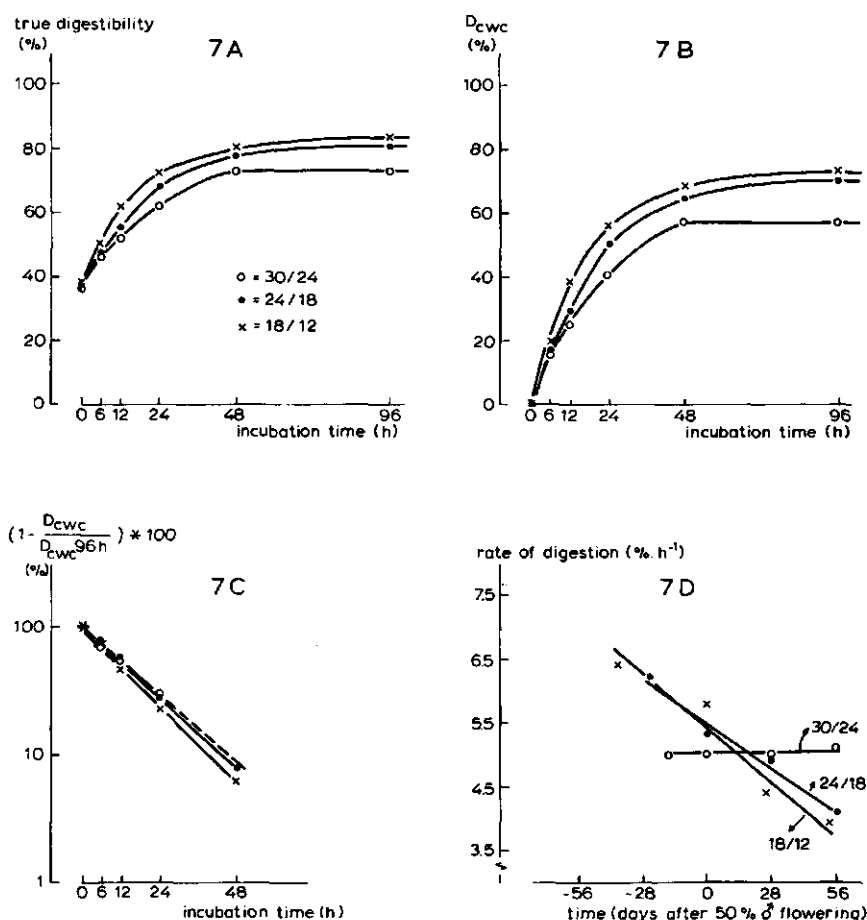 true digestibility
(%)
7A
100
80
60
40
20
0
o = 30/24
• = 24/18
x = 18/12
0 6 12 24 48 96
incubation time (h)
Dcwc
(%)
7B
100
80
60
40
20
0
0 6 12 24 48 96
incubation time (h)
(1- Dcwc / Dcwc 96h ) * 100
(%)
7C
100
10
1
0 6 12 24 48
incubation time (h)
rate of digestion (%. h-1)
7D
7.5
6.5
5.5
4.5
3.5
30/24
24/18
18/12
-56 -28 0 28 56
time (days after 50% ♂ flowering)